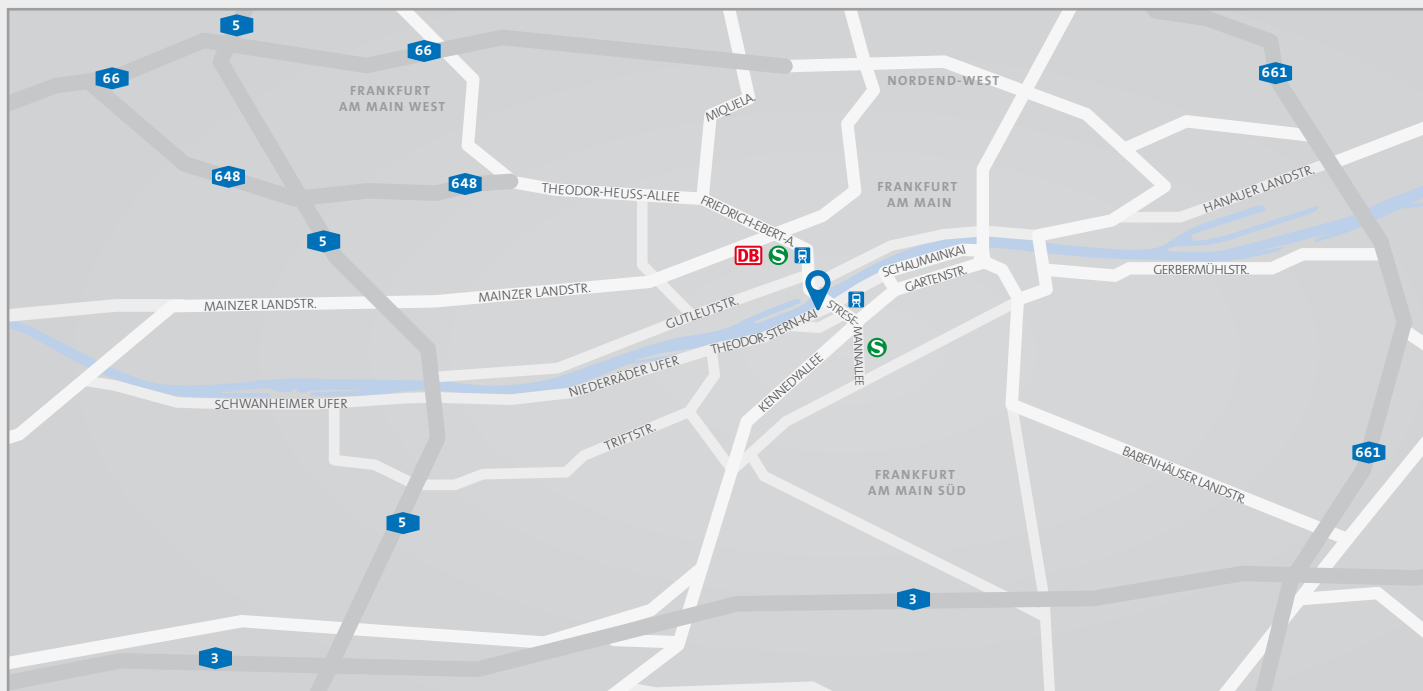 5
66
66
661
NORDEND-WEST
FRANKFURT
AM MAIN WEST
MIQUELA.
648
648
THEODOR-HEUSS-ALLEE
FRANKFURT
AM MAIN
HANAUER LANDSTR.
FRIEDRICH-EBERT-A.
5
DB
S
SCHAUMAINKAI
GARTENSTR.
GERBERMÜHLSTR.
MAINZER LANDSTR.
MAINZER LANDSTR.
GUTLEUTSTR.
THEODOR-STERN-KAI
STRESE-
MANNALLEE
S
NIEDERRÄDER UFER
KENNEDYALLEE
SCHWANHEIMER UFER
TRIFTSTR.
FRANKFURT
AM MAIN SÜD
BABENHÄUSER LANDSTR.
661
5
3
3